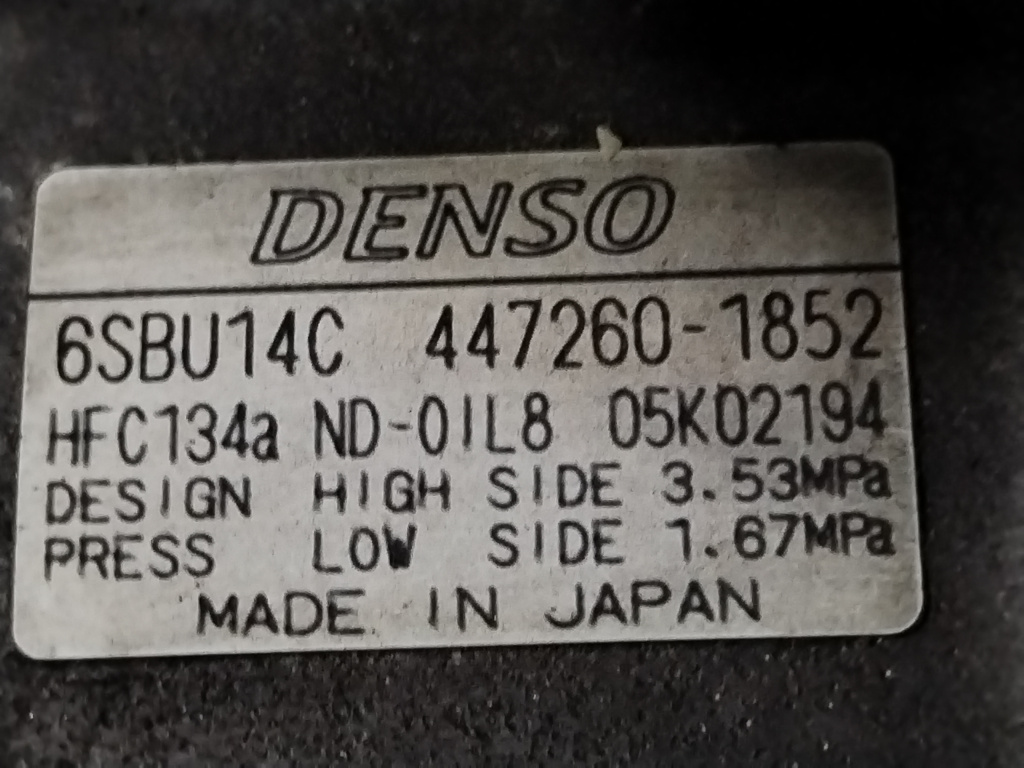 DENSO
6SBU14C 447260-1852
HFC134a ND-OIL8 05K02194
DESIGN HIGH SIDE 3.53MPa
PRESS LOW SIDE 1.67MPa
MADE IN JAPAN